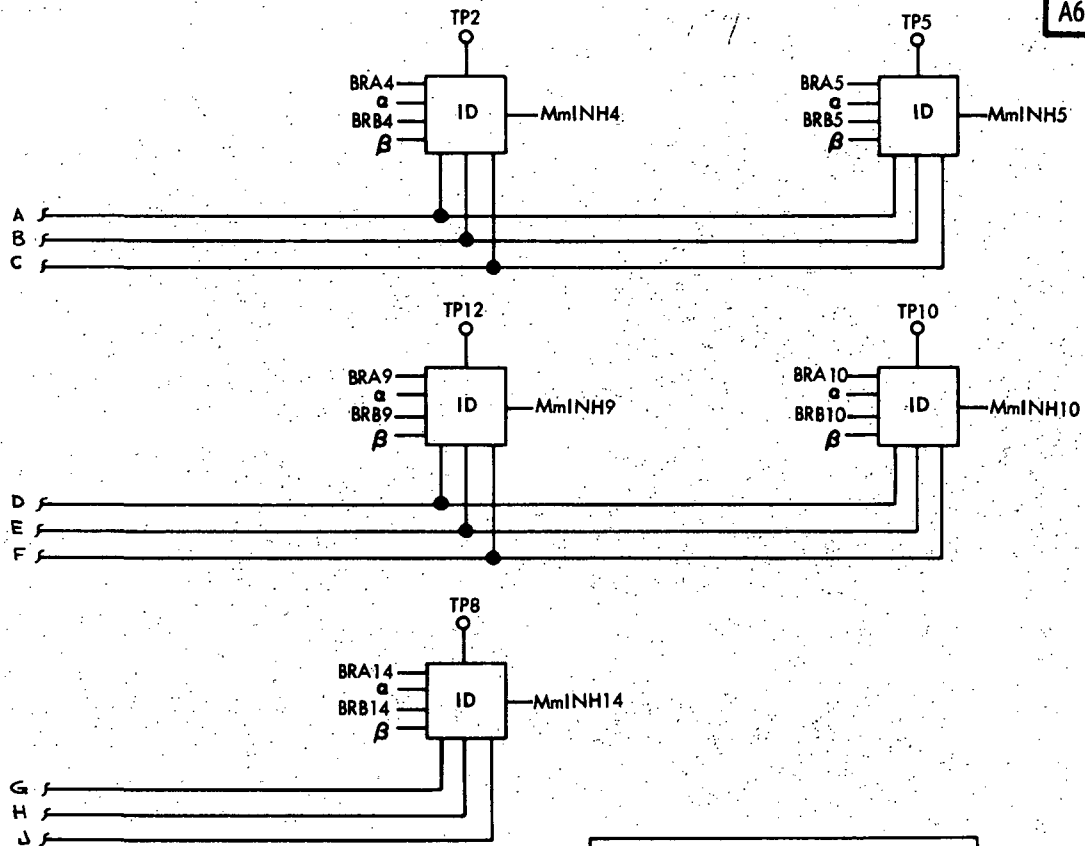 A6
TP2
TP5
BRA4
α
BRB4
β
ID
MmINH4
BRA5
α
BRB5
β
ID
MmINH5
A
B
C
TP12
TP10
BRA9
α
BRB9
β
ID
MmINH9
BRA10
α
BRB10
β
ID
MmINH10
D
E
F
TP8
BRA14
α
BRB14
β
ID
MmINH14
G
H
J